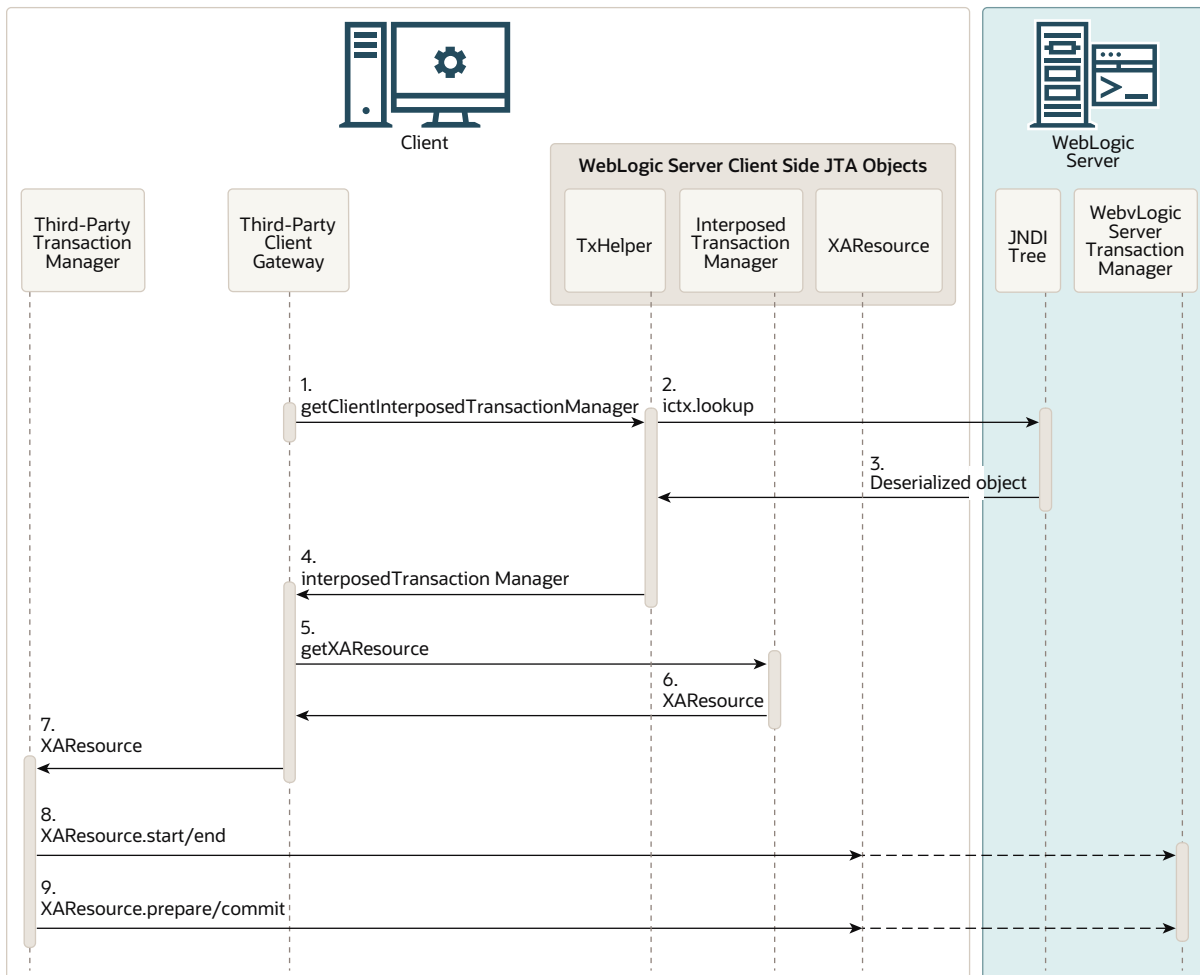 Client
WebLogic
Server
WebLogic Server Client Side JTA Objects
Third-Party
Transaction
Manager
Third-Party
Client
Gateway
TxHelper
Interposed
Transaction
Manager
XAResource
JNDI
Tree
WebvLogic
Server
Transaction
Manager
1.
getClientInterposedTransactionManager
2.
ictx.lookup
3.
Deserialized object
4.
interposedTransaction Manager
5.
getXAResource
6.
XAResource
7.
XAResource
8.
XAResource.start/end
9.
XAResource.prepare/commit